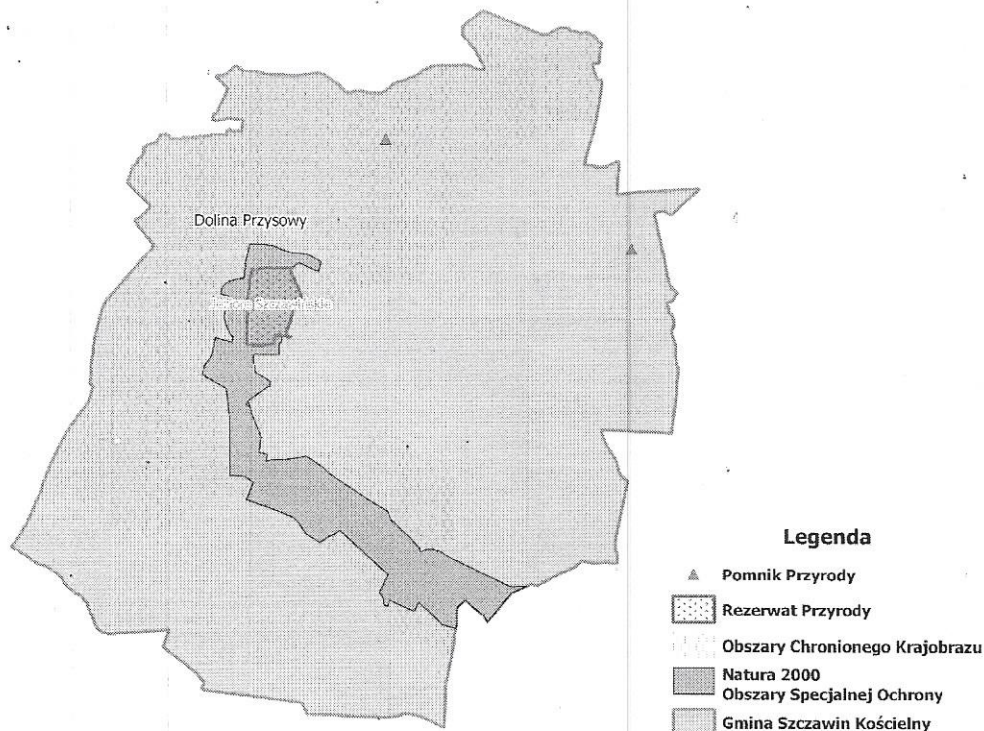 Dolina Przysowy
Legenda
Pomnik Przyrody
Rezerwat Przyrody
Obszary Chronionego Krajobrazu
Natura 2000
Obszary Specjalnej Ochrony
Gmina Szczawin Kościelny